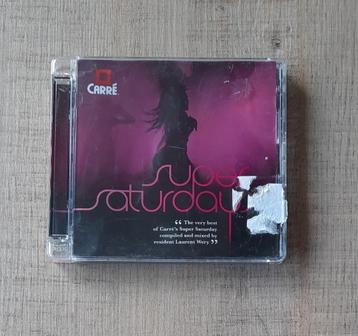 CARRÉ
super
saturday
“ The very best
of Carré's Super Saturday
compiled and mixed by
resident Laurent Wery ”